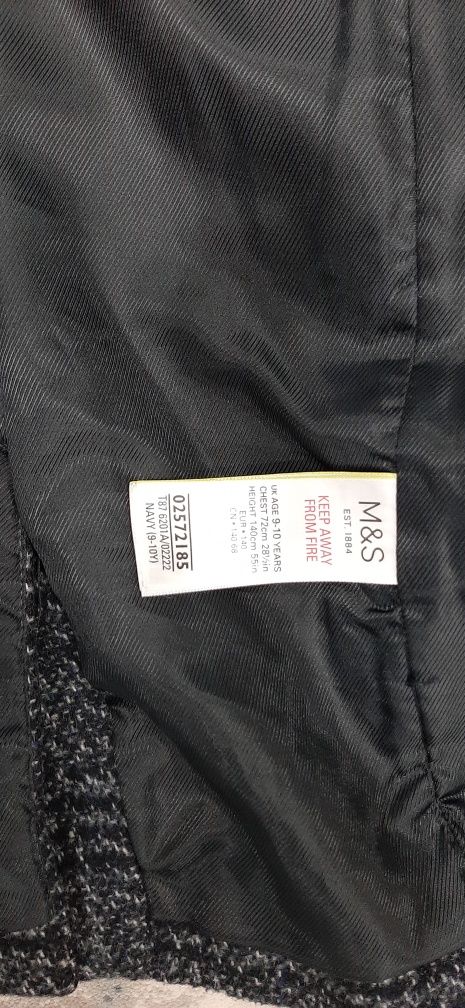 M&S
EST. 1884
KEEP AWAY
FROM FIRE
UK AGE 9-10 YEARS
CHEST 72cm 28½in
HEIGHT 140cm 55in
EUR • 140
CN • 140 68
02572185
T87 6201A/02222
NAVY (9-10Y)